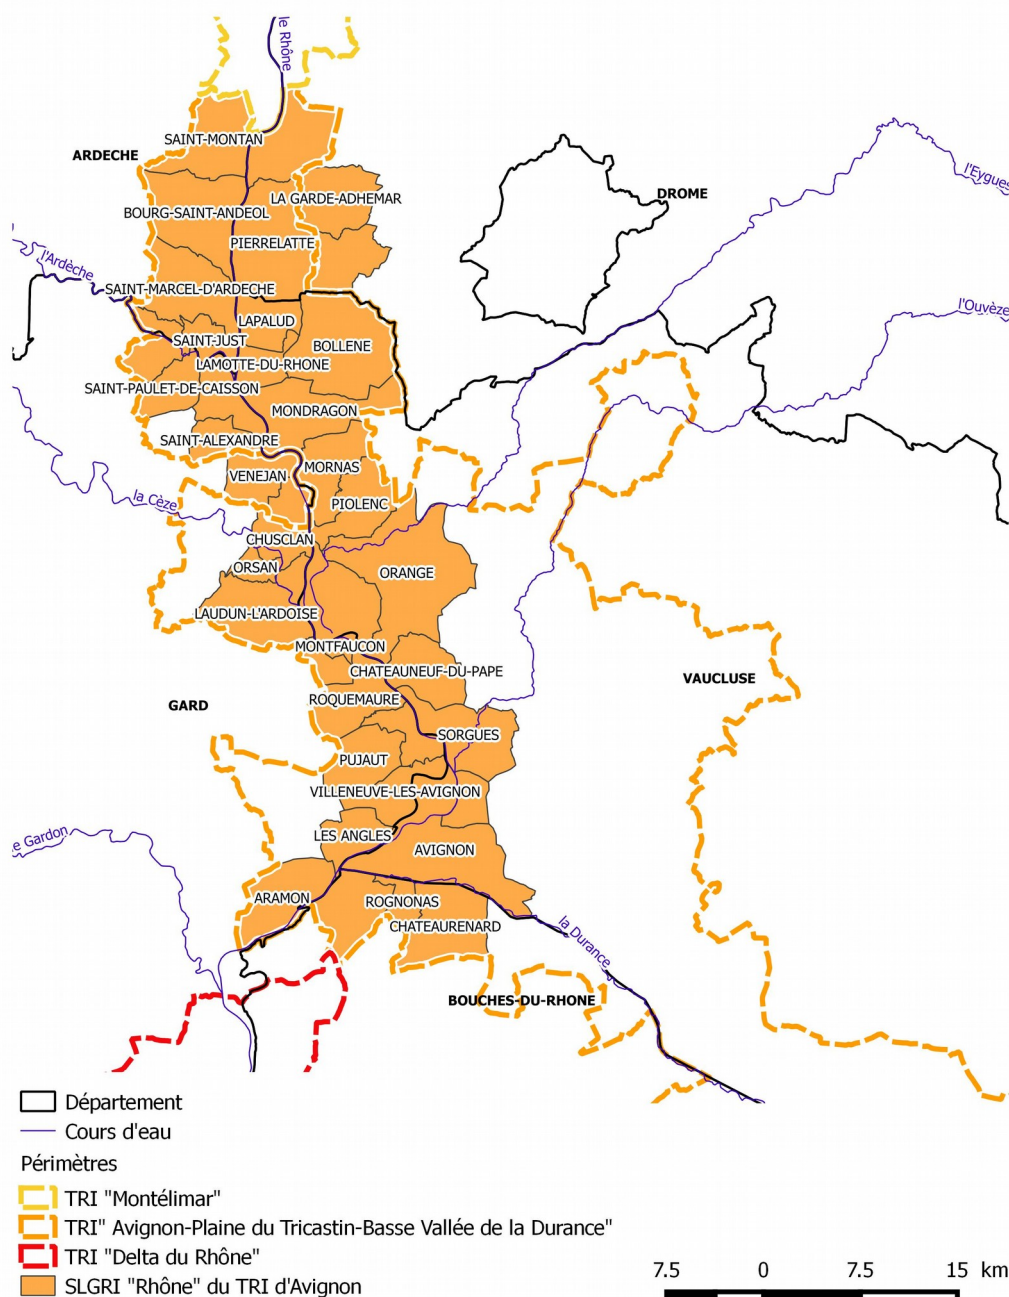 le Rhône
SAINT-MONTAN
ARDECHE
l'Eygues
DROME
LA GARDE-ADHEMAR
BOURG-SAINT-ANDEOL
PIERRELATTE
l'Ardèche
SAINT-MARCEL-D'ARDECHE
l'Ouvèze
LAPALUD
SAINT-JUST
BOLLENE
LAMOTTE-DU-RHONE
SAINT-PAULET-DE-CAISSON
MONDRAGON
SAINT-ALEXANDRE
MORNAS
VENEJAN
la Cèze
PIOLENC
CHUSCLAN
ORSAN
ORANGE
LAUDUN-L'ARDOISE
MONTFAUCON
CHATEAUNEUF-DU-PAPE
VAUCLUSE
ROQUEMAURE
GARD
SORGUES
PUJAUT
VILLENEUVE-LES-AVIGNON
LES ANGLES
e Gardon
AVIGNON
ARAMON
ROGNONAS
CHATEAURENARD
la Durance
BOUCHES-DU-RHONE
Département
Cours d'eau
Périmètres
TRI "Montélimar"
TRI" Avignon-Plaine du Tricastin-Basse Vallée de la Durance"
TRI "Delta du Rhône"
SLGRI "Rhône" du TRI d'Avignon
7.5 0 7.5 15 km